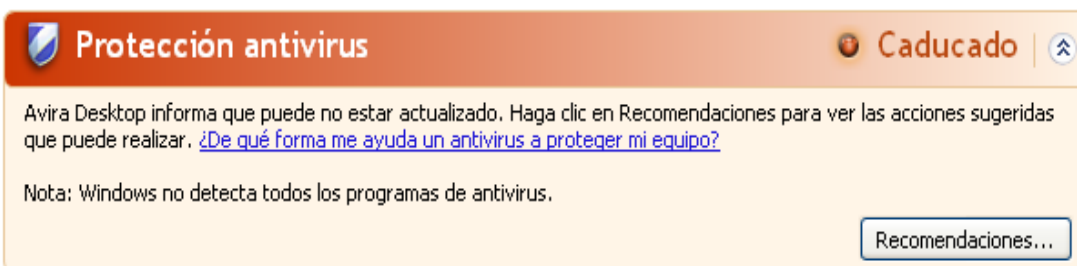 Protección antivirus
Caducado
Avira Desktop informa que puede no estar actualizado. Haga clic en Recomendaciones para ver las acciones sugeridas
que puede realizar. ¿De qué forma me ayuda un antivirus a proteger mi equipo?
Nota: Windows no detecta todos los programas de antivirus.
Recomendaciones...